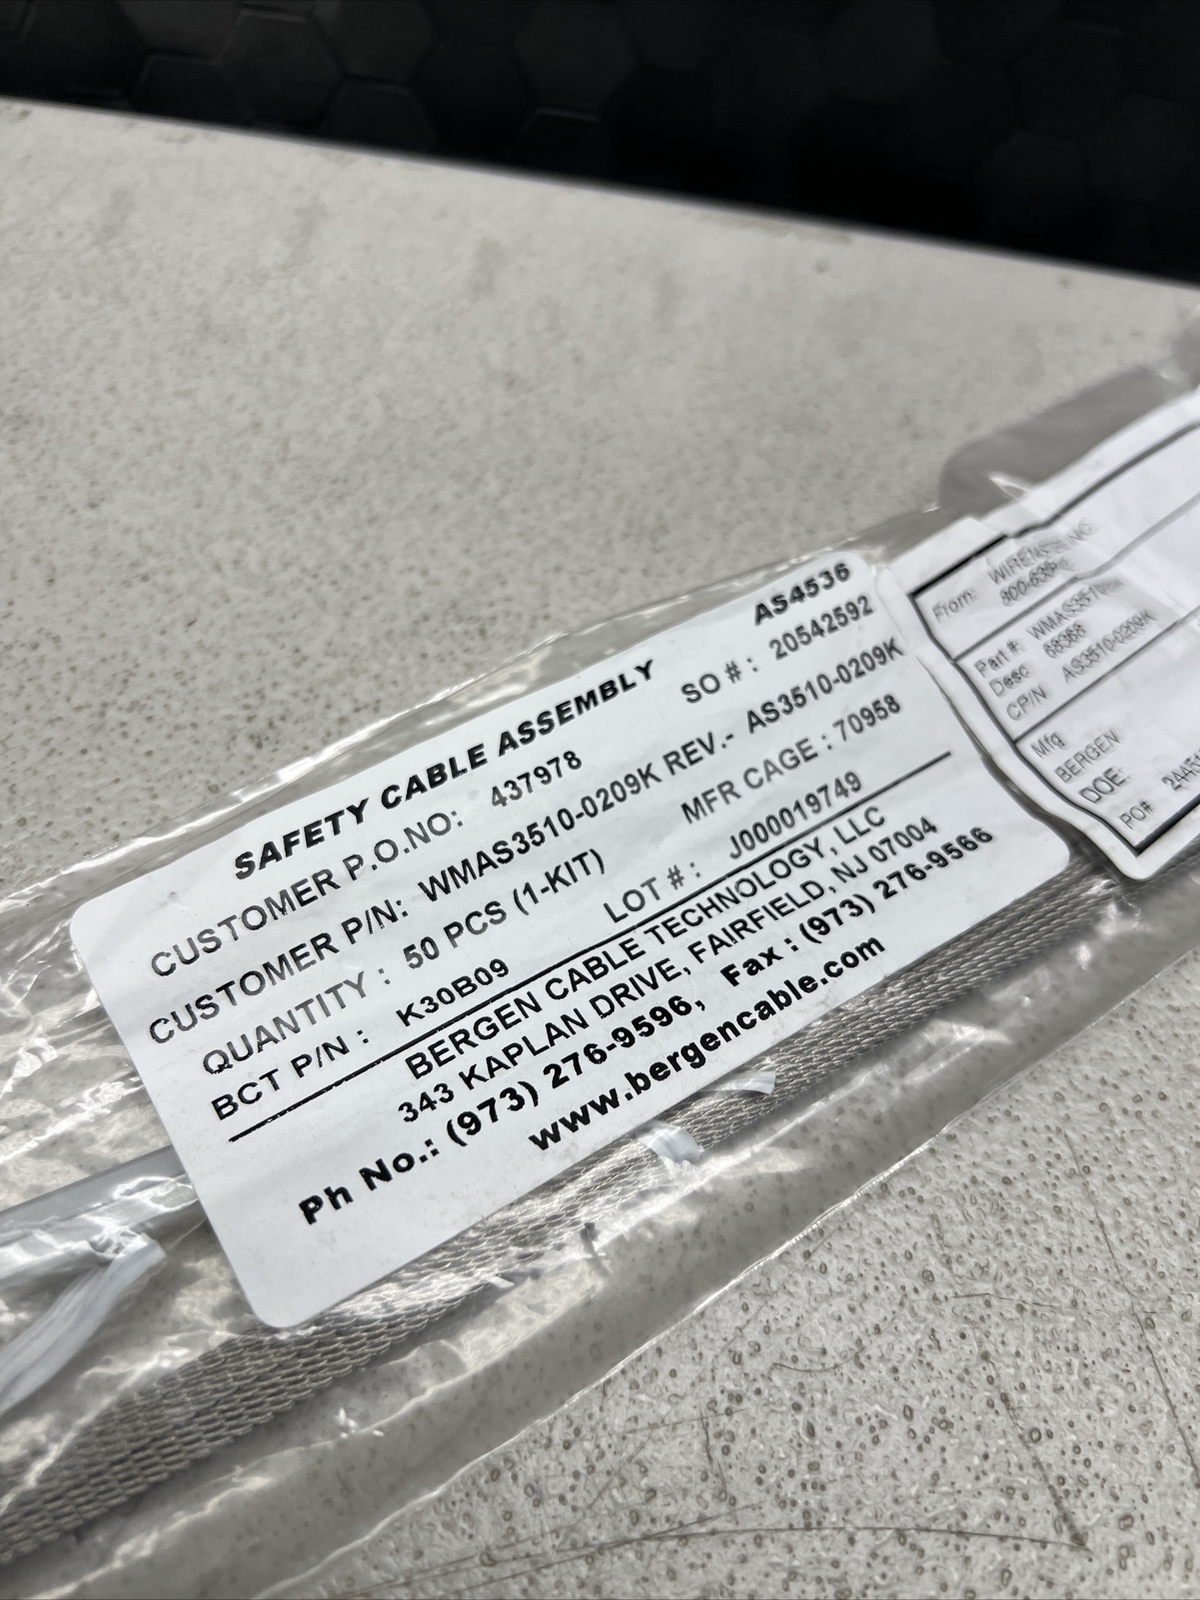 SAFETY CABLE ASSEMBLY AS4536
CUSTOMER P.O.NO: 437978 SO # : 20542592
CUSTOMER P/N: WMAS3510-0209K REV.- AS3510-0209K
QUANTITY : 50 PCS (1-KIT) MFR CAGE : 70958
BCT P/N : K30B09 LOT # : J000019749
BERGEN CABLE TECHNOLOGY, LLC
343 KAPLAN DRIVE, FAIRFIELD, NJ 07004
Ph No.: (973) 276-9596, Fax : (973) 276-9566
www.bergencable.com
From:
Part #:
Desc 68368
CP/N AS3510-0209K
Mfg
BERGEN
DOE:
PO#